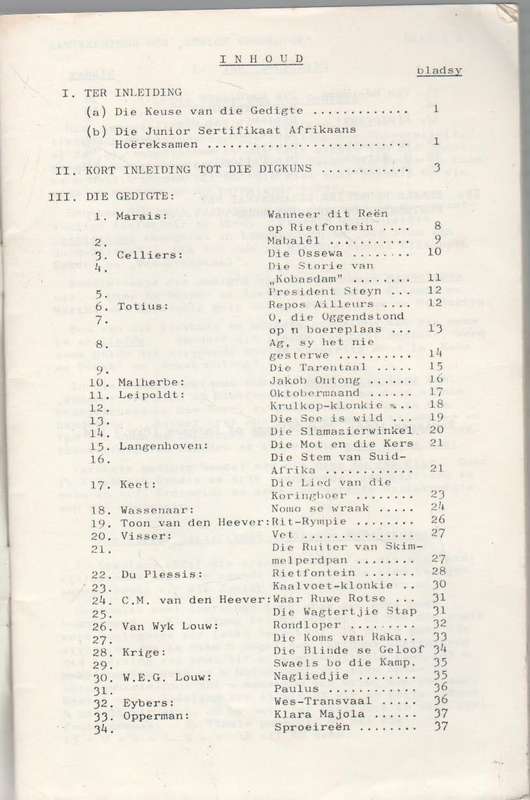 I N H O U D
bladsy
I. TER INLEIDING
(a) Die Keuse van die Gedigte ............. 1
(b) Die Junior Sertifikaat Afrikaans
Hoëreksamen ........................... 1
II. KORT INLEIDING TOT DIE DIGKUNS ............ 3
III. DIE GEDIGTE:
1. Marais: Wanneer dit Reën
op Rietfontein .... 8
2. Mabalêl ........... 9
3. Celliers: Die Ossewa ........ 10
4. Die Storie van
„Kobasdam" ........ 11
5. President Steyn ... 12
6. Totius: Repos Ailleurs .... 12
7. O, die Oggendstond
op 'n boereplaas ... 13
8. Ag, sy het nie
gesterwe .......... 14
9. Die Tarentaal ..... 15
10. Malherbe: Jakob Ontong ...... 16
11. Leipoldt: Oktobermaand ...... 17
12. Krulkop-klonkie ... 18
13. Die See is wild ... 19
14. Die Slamaaierwinkel 20
15. Langenhoven: Die Mot en die Kers 21
16. Die Stem van Suid-
Afrika ............ 21
17. Keet: Die Lied van die
Koringboer ........ 23
18. Wassenaar: Nomo se wraak ..... 24
19. Toon van den Heever: Rit-Rympie ........ 26
20. Visser: Vet ............... 27
21. Die Ruiter van Skim-
melperdpan ........ 27
22. Du Plessis: Rietfontein ....... 28
23. Kaalvoet-klonkie .. 30
24. C.M. van den Heever: Waar Ruwe Rotse ... 31
25. Die Wagtertjie Stap 31
26. Van Wyk Louw: Rondloper ......... 32
27. Die Koms van Raka.. 33
28. Krige: Die Blinde se Geloof 34
29. Swaels bo die Kamp. 35
30. W.E.G. Louw: Nagliedjie ........ 35
31. Paulus ............ 36
32. Eybers: Wes-Transvaal ..... 36
33. Opperman: Klara Majola ...... 37
34. Sproeireën ........ 37